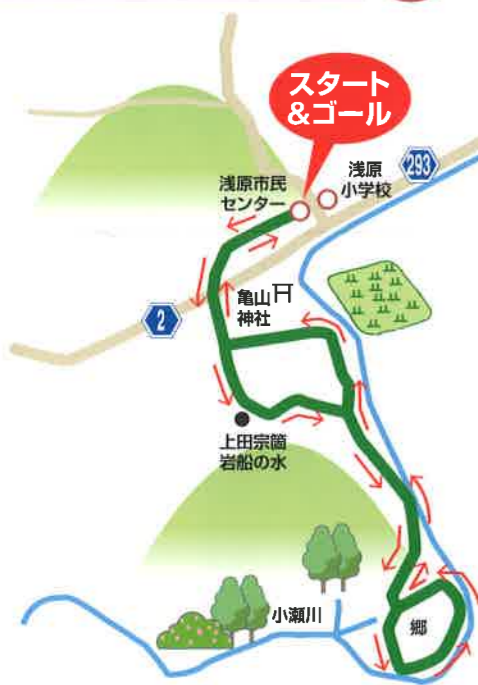 スタート
&ゴール
浅原市民
センター
浅原
小学校
293
2
亀山
神社
上田宗箇
岩船の水
小瀬川
郷